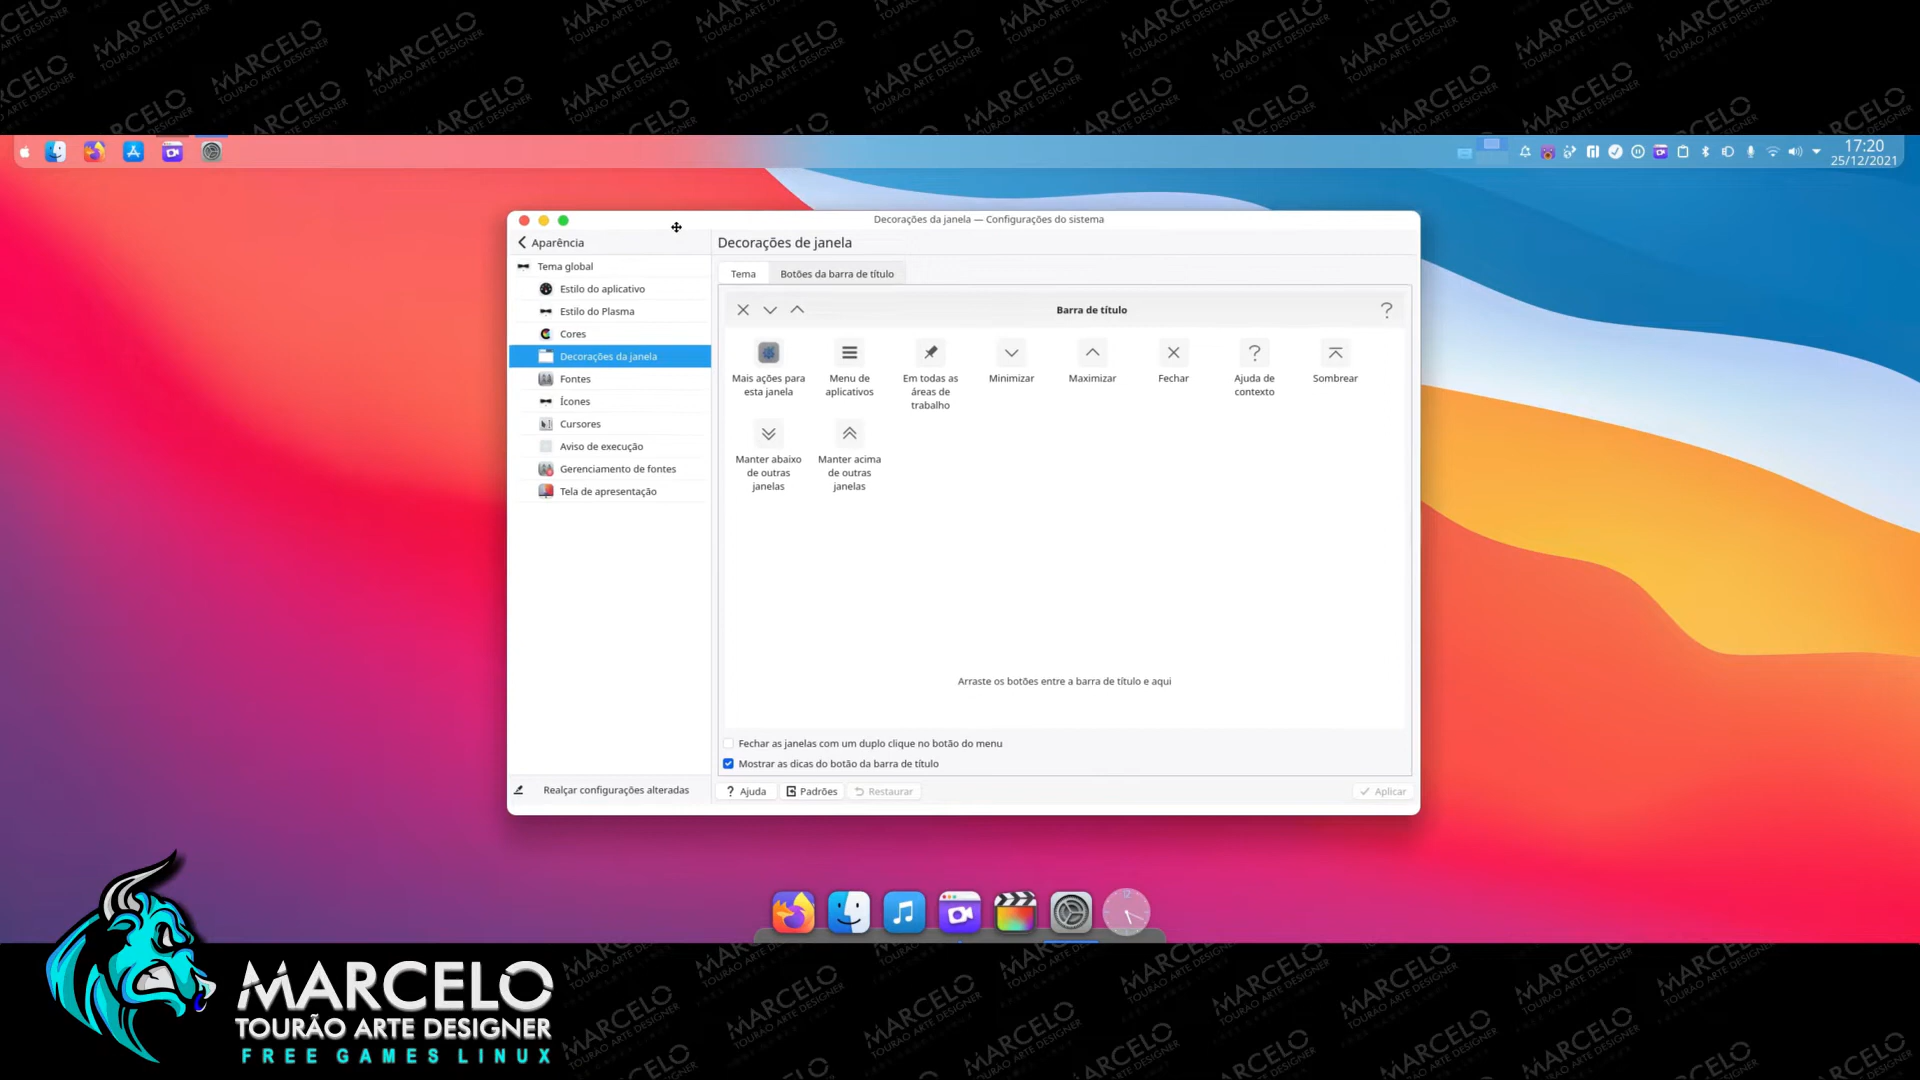 17:20
25/12/2021
Decorações da janela — Configurações do sistema
Aparência
Decorações de janela
Tema global
Estilo do aplicativo
Estilo do Plasma
Cores
Decorações da janela
Fontes
Ícones
Cursores
Aviso de execução
Gerenciamento de fontes
Tela de apresentação
Realçar configurações alteradas
Tema
Botões da barra de título
Barra de título
Mais ações para
esta janela
Menu de
aplicativos
Em todas as
áreas de
trabalho
Minimizar
Maximizar
Fechar
Ajuda de
contexto
Sombrear
Manter abaixo
de outras
janelas
Manter acima
de outras
janelas
Arraste os botões entre a barra de título e aqui
Fechar as janelas com um duplo clique no botão do menu
Mostrar as dicas do botão da barra de título
Ajuda
Padrões
Restaurar
Aplicar
MARCELO
TOURÃO ARTE DESIGNER
FREE GAMES LINUX